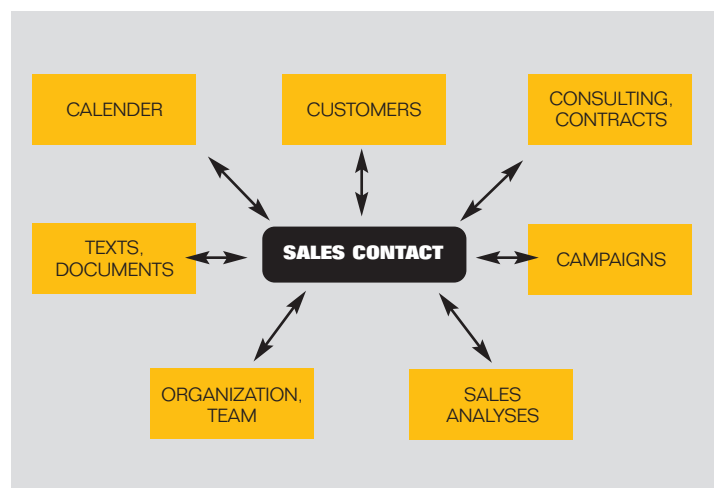 CALENDER
CUSTOMERS
CONSULTING,
CONTRACTS
TEXTS,
DOCUMENTS
SALES CONTACT
CAMPAIGNS
ORGANIZATION,
TEAM
SALES
ANALYSES